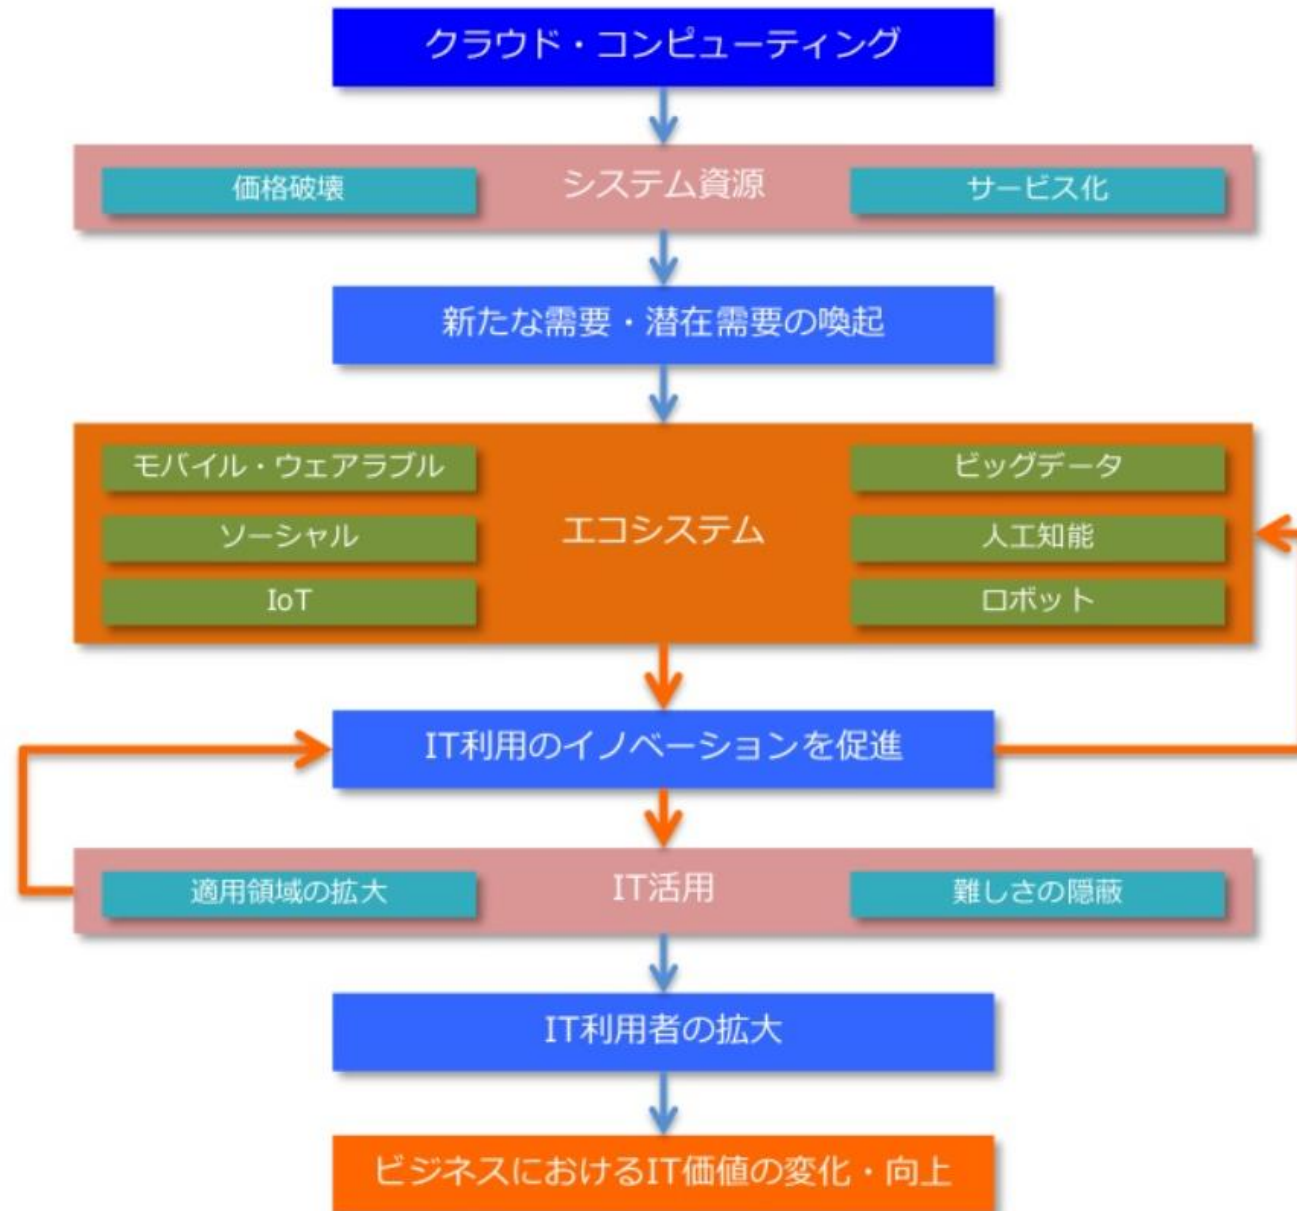 クラウド・コンピューティング
価格破壊
システム資源
サービス化
新たな需要・潜在需要の喚起
モバイル・ウェアラブル
ビッグデータ
ソーシャル
エコシステム
人工知能
IoT
ロボット
IT利用のイノベーションを促進
適用領域の拡大
IT活用
難しさの隠蔽
IT利用者の拡大
ビジネスにおけるIT価値の変化・向上